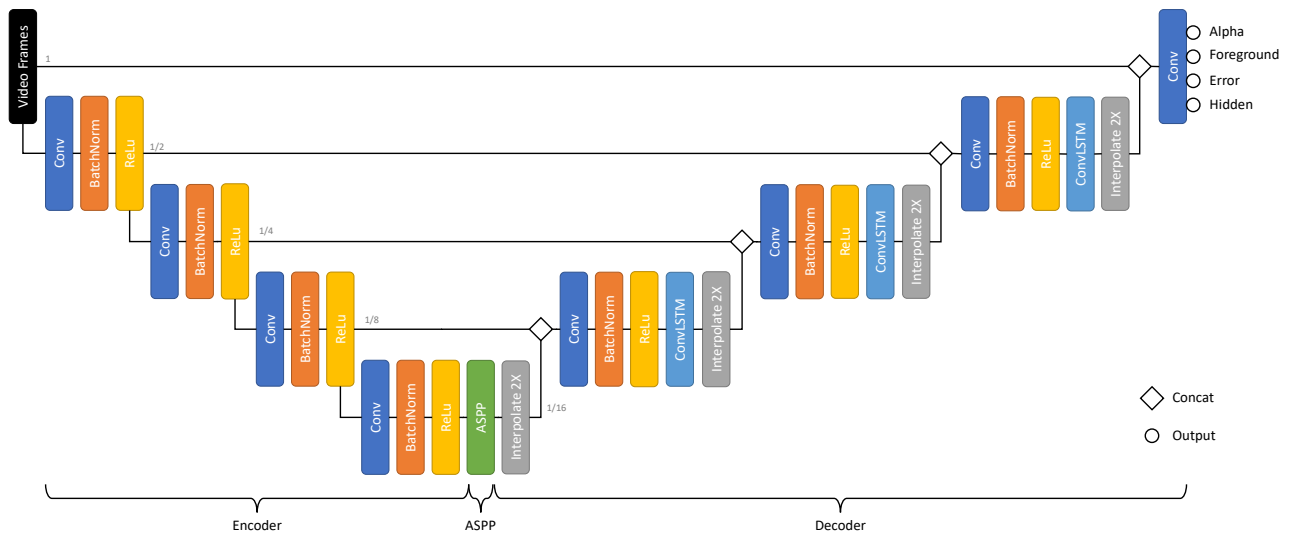 Video Frames
1
Conv
BatchNorm
ReLu
1/2
Conv
BatchNorm
ReLu
1/4
Conv
BatchNorm
ReLu
1/8
Conv
BatchNorm
ReLu
ASPP
Interpolate 2X
1/16
Conv
BatchNorm
ReLu
ConvLSTM
Interpolate 2X
Conv
BatchNorm
ReLu
ConvLSTM
Interpolate 2X
Conv
BatchNorm
ReLu
ConvLSTM
Interpolate 2X
Conv
Alpha
Foreground
Error
Hidden
Concat
Output
Encoder
ASPP
Decoder